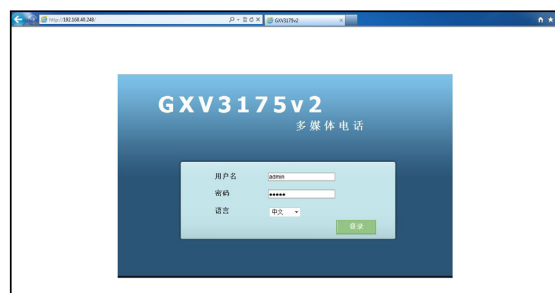 http://192.168.40.248/
GXV3175v2
GXV3175v2
多媒体电话
用户名 admin
密码 •••••
语言 中文
登录